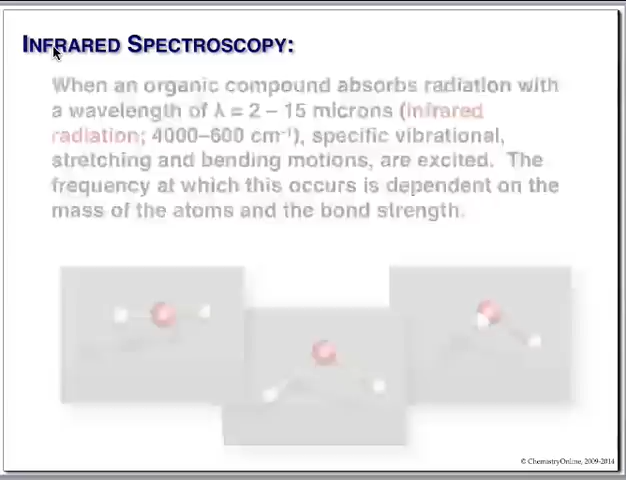 INFRARED SPECTROSCOPY:
When an organic compound absorbs radiation with
a wavelength of λ = 2 – 15 microns (infrared
radiation; 4000–600 cm⁻¹), specific vibrational,
stretching and bending motions, are excited. The
frequency at which this occurs is dependent on the
mass of the atoms and the bond strength.
© ChemistryOnline, 2009-2014